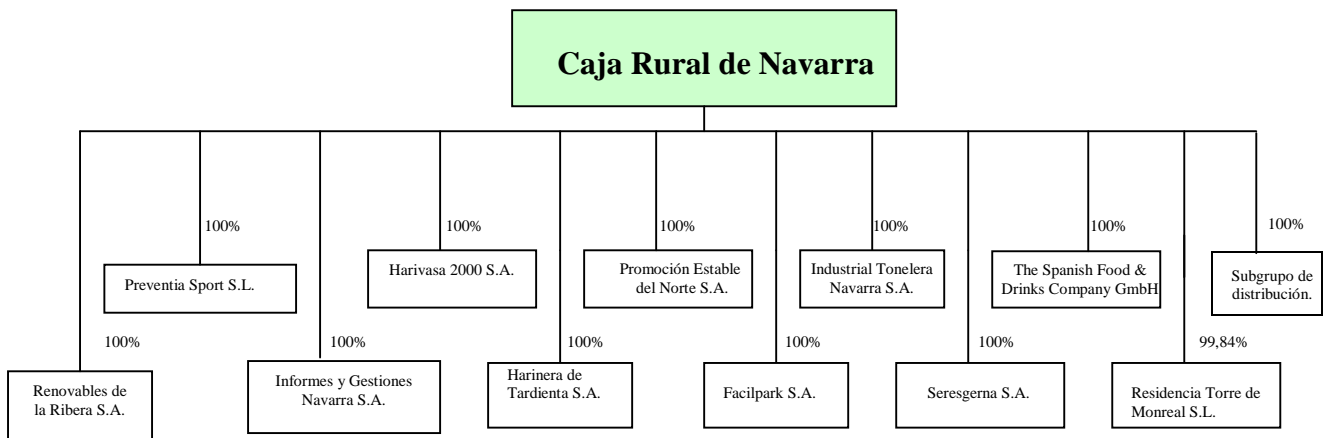 Caja Rural de Navarra
100%
100%
100%
100%
100%
100%
Preventia Sport S.L.
Harivasa 2000 S.A.
Promoción Estable
del Norte S.A.
Industrial Tonelera
Navarra S.A.
The Spanish Food &
Drinks Company GmbH
Subgrupo de
distribución.
100%
100%
100%
100%
100%
99,84%
Renovables de
la Ribera S.A.
Informes y Gestiones
Navarra S.A.
Harinera de
Tardienta S.A.
Facilpark S.A.
Seresgerna S.A.
Residencia Torre de
Monreal S.L.